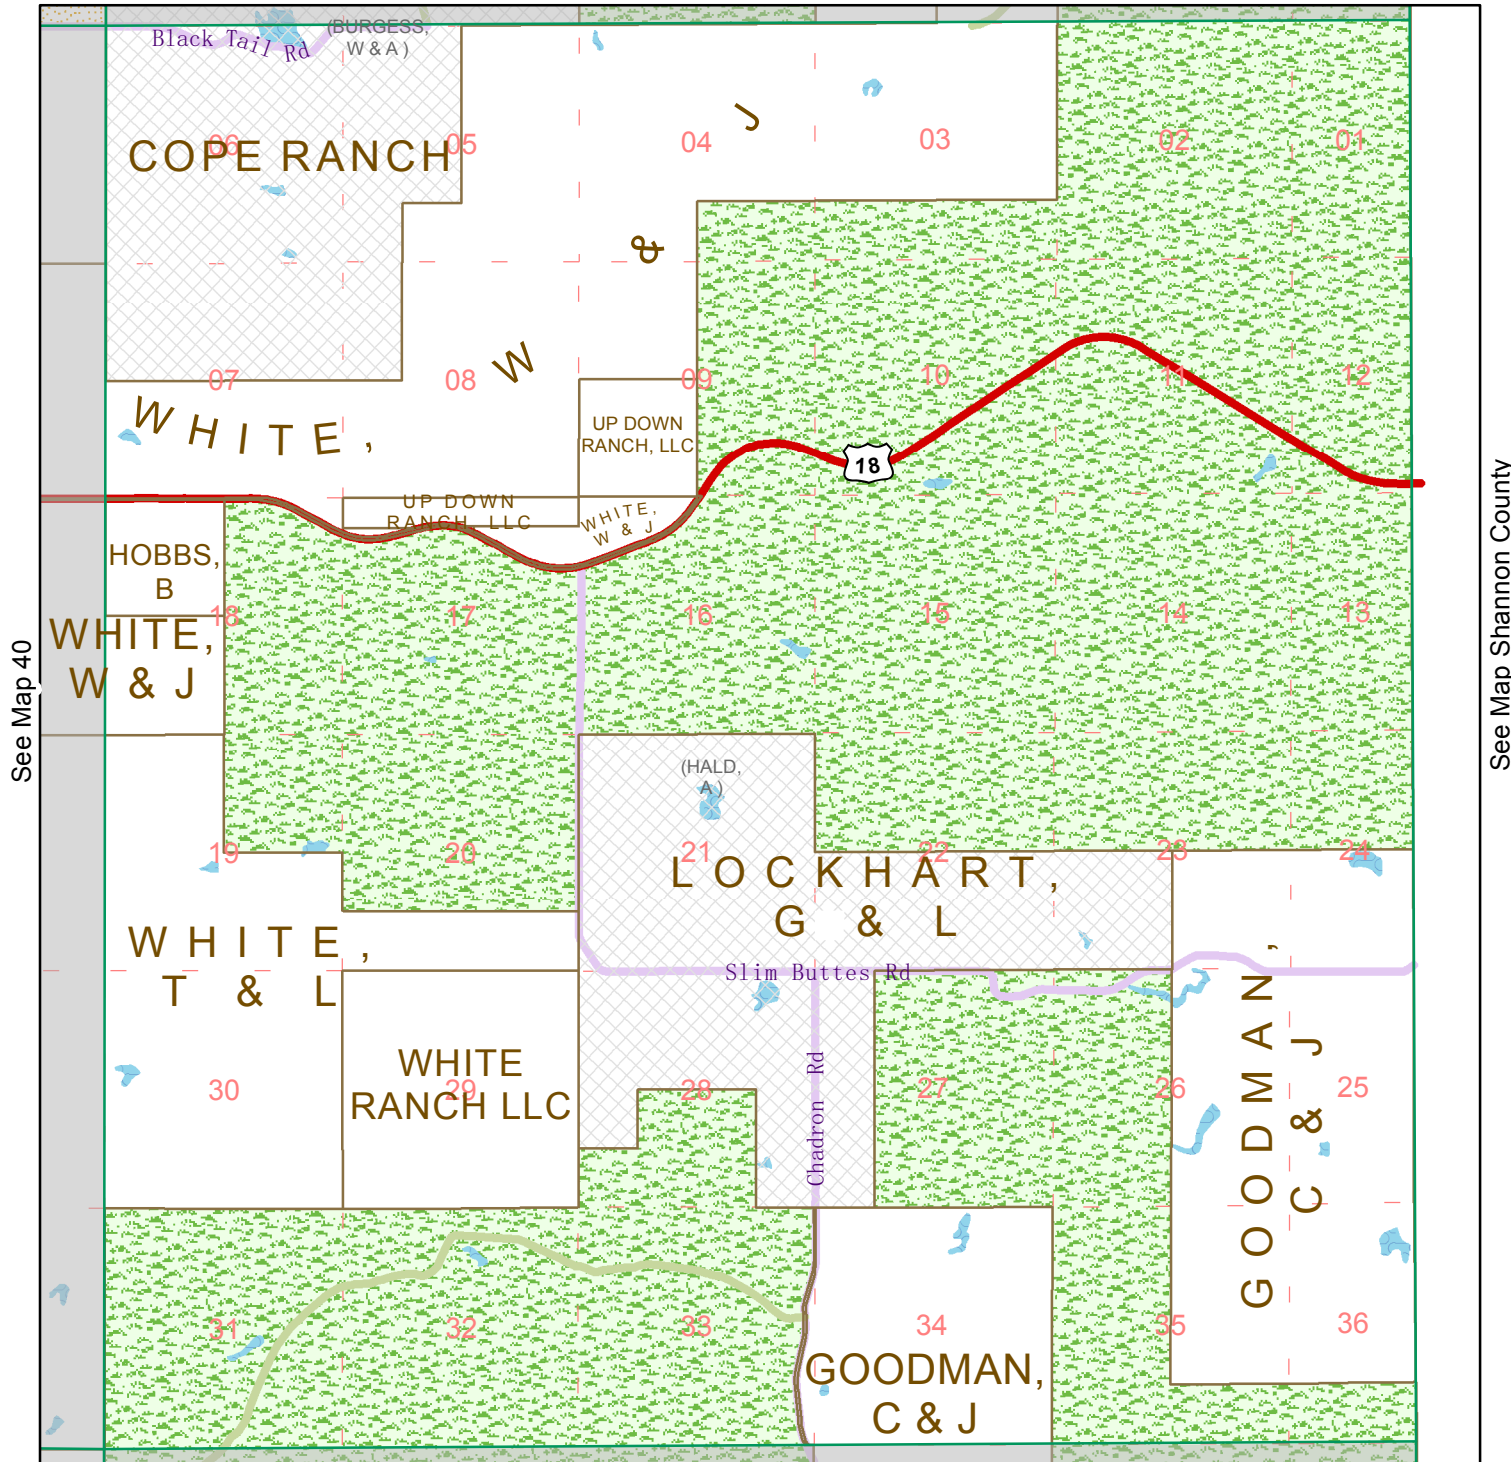 (BURGESS,
W & A )
Black Tail Rd
COPE RANCH
06
05
04
03
02
01
J
&
W
WHITE,
07
08
09
10
11
12
UP DOWN
RANCH, LLC
18
UP DOWN
RANCH, LLC
WHITE,
W & J
HOBBS,
B
WHITE,
W & J
18
17
16
15
14
13
See Map 40
See Map Shannon County
(HALD,
A )
19
20
21
22
23
24
LOCKHART,
G & L
WHITE,
T & L
Slim Buttes Rd
Chadron Rd
WHITE
RANCH LLC
30
29
28
27
26
25
GOODMAN,
C & J
31
32
33
34
35
36
GOODMAN,
C & J